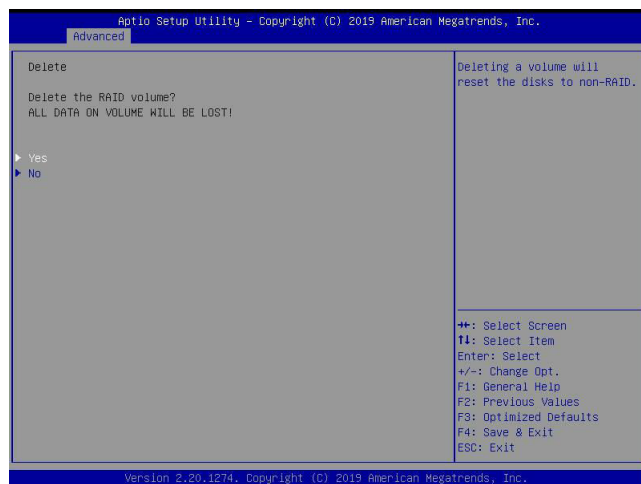 Aptio Setup Utility – Copyright (C) 2019 American Megatrends, Inc.
Advanced
Delete
Delete the RAID volume?
ALL DATA ON VOLUME WILL BE LOST!
▶ Yes
▶ No
Deleting a volume will
reset the disks to non-RAID.
→←: Select Screen
↑↓: Select Item
Enter: Select
+/-: Change Opt.
F1: General Help
F2: Previous Values
F3: Optimized Defaults
F4: Save & Exit
ESC: Exit
Version 2.20.1274. Copyright (C) 2019 American Megatrends, Inc.